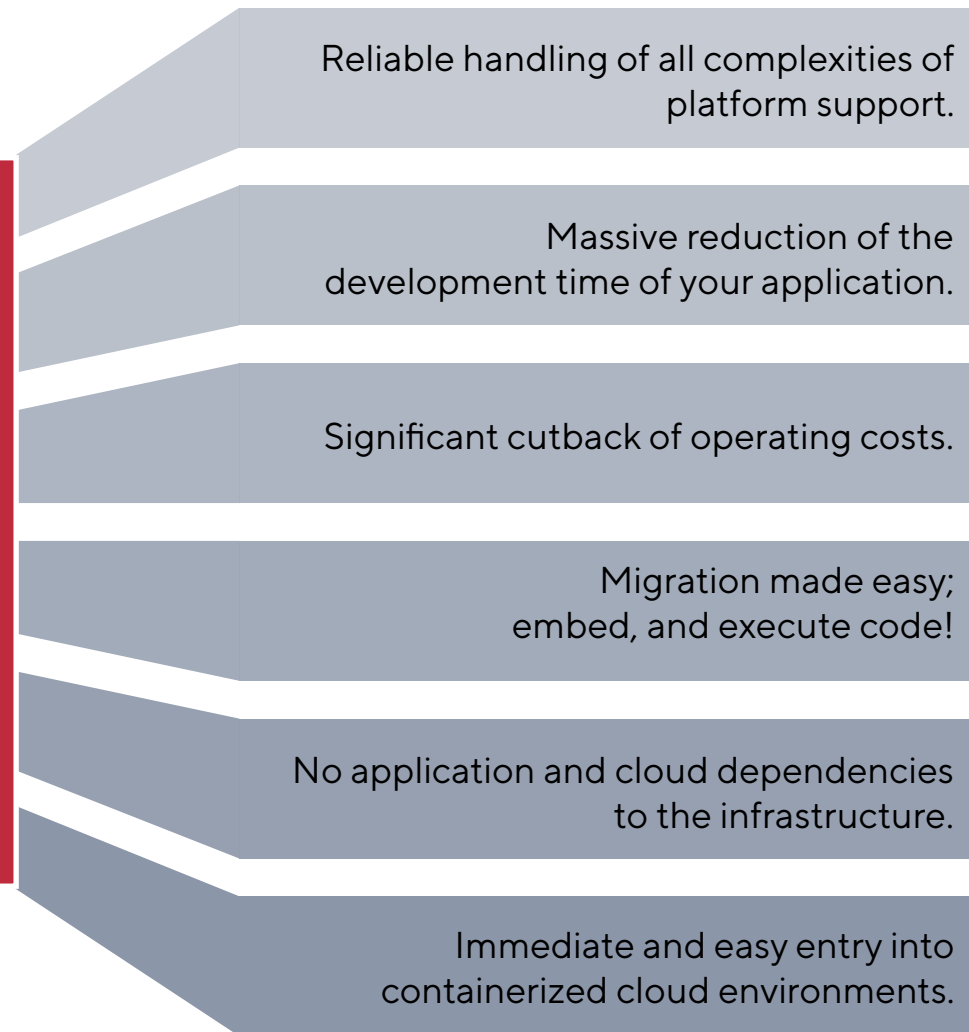 Reliable handling of all complexities of
platform support.
Massive reduction of the
development time of your application.
Significant cutback of operating costs.
Migration made easy;
embed, and execute code!
No application and cloud dependencies
to the infrastructure.
Immediate and easy entry into
containerized cloud environments.